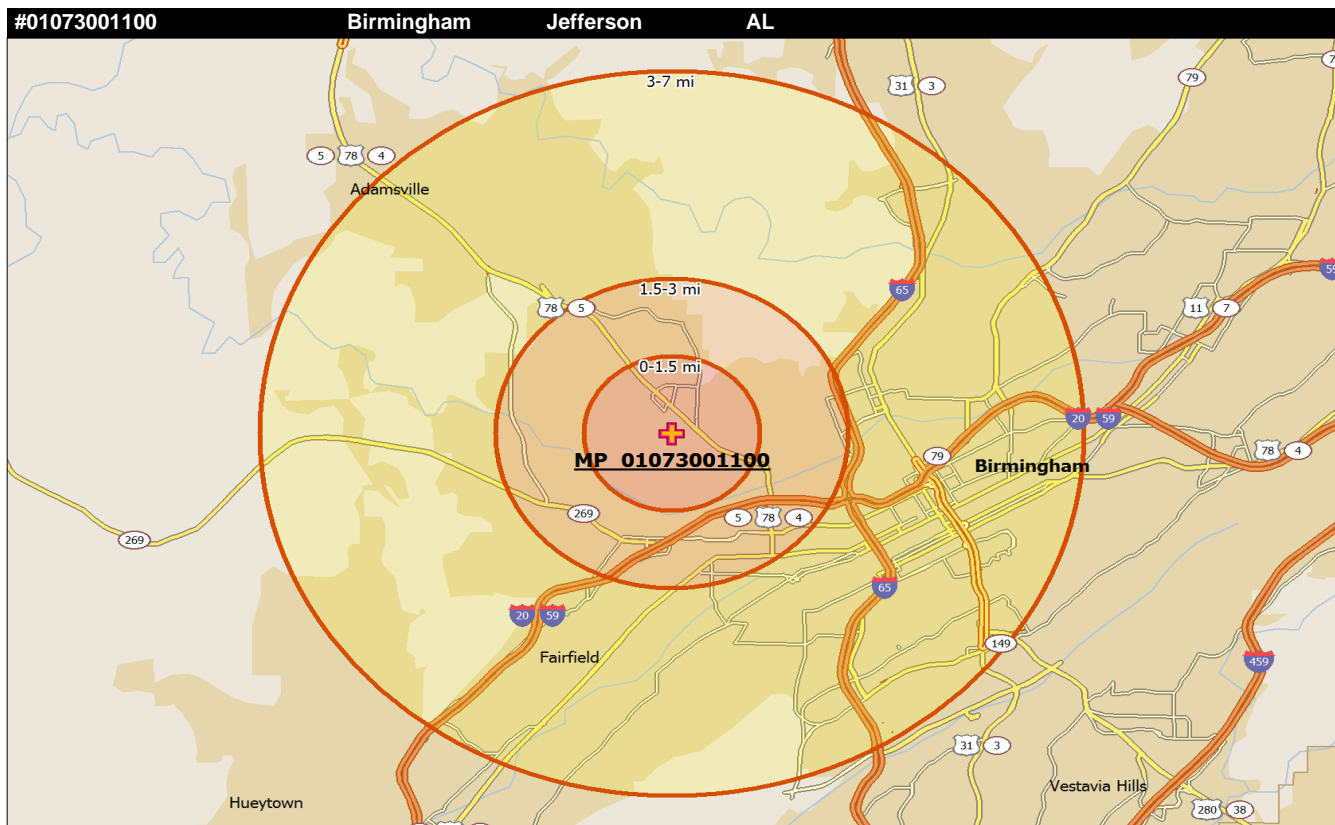 #01073001100 Birmingham Jefferson AL
3-7 mi
31 3
79
5 78 4
Adamsville
59
65
1.5-3 mi
78 5
11 7
0-1.5 mi
20 59
MP 01073001100
79
Birmingham
78 4
269
269
5 78 4
65
20 59
149
Fairfield
459
31 3
Vestavia Hills
Hueytown
280 38